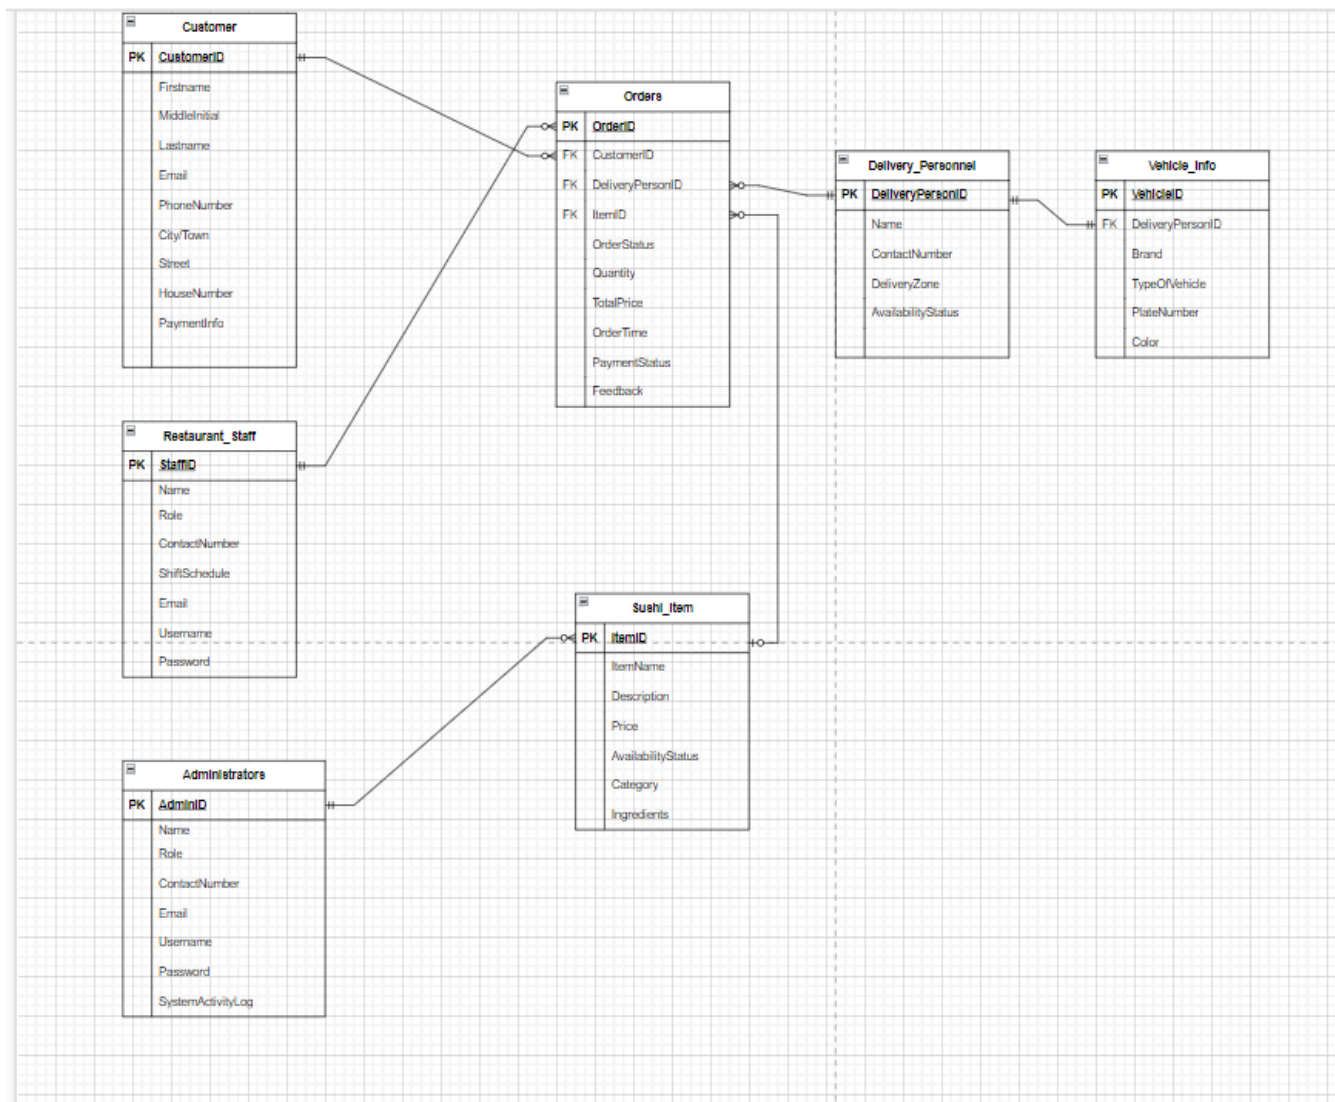 Customer
PK CustomerID
Firstname
MiddleInitial
Lastname
Email
PhoneNumber
City/Town
Street
HouseNumber
PaymentInfo
Orders
PK OrderID
FK CustomerID
FK DeliveryPersonID
FK ItemID
OrderStatus
Quantity
TotalPrice
OrderTime
PaymentStatus
Feedback
Delivery_Personnel
PK DeliveryPersonID
Name
ContactNumber
DeliveryZone
AvailabilityStatus
Vehicle_Info
PK VehicleID
FK DeliveryPersonID
Brand
TypeOfVehicle
PlateNumber
Color
Restaurant_Staff
PK StaffID
Name
Role
ContactNumber
ShiftSchedule
Email
Username
Password
Sushi_Item
PK ItemID
ItemName
Description
Price
AvailabilityStatus
Category
Ingredients
Administrators
PK AdminID
Name
Role
ContactNumber
Email
Username
Password
SystemActivityLog